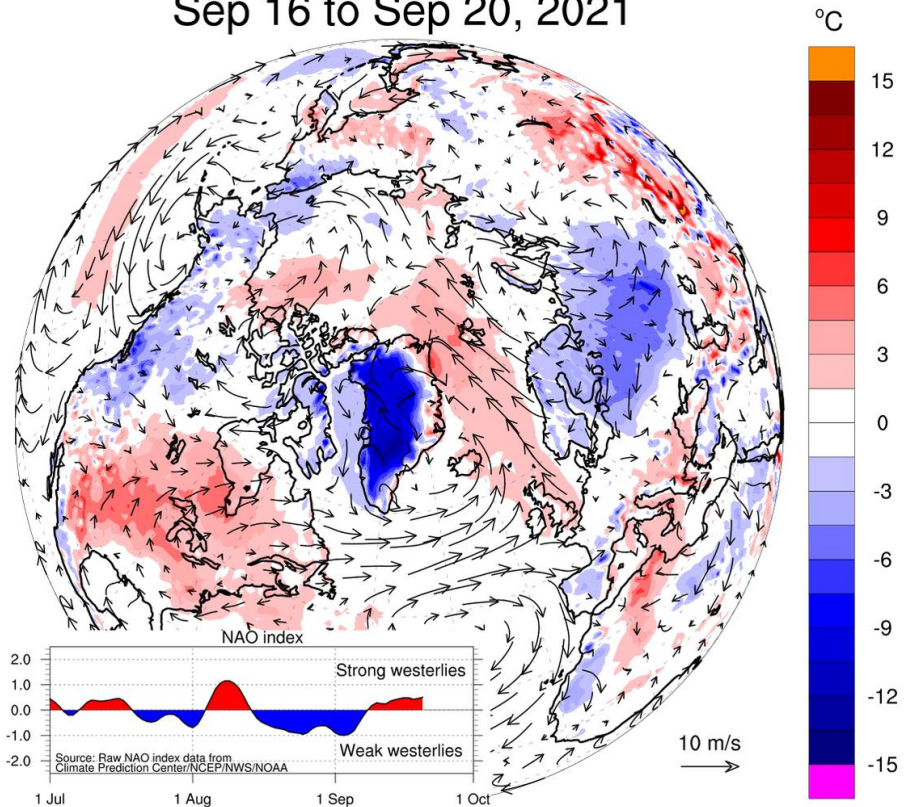 Sep 16 to Sep 20, 2021
°C
15
12
9
6
3
0
-3
-6
-9
-12
-15
10 m/s
NAO index
2.0
1.0
0.0
-1.0
-2.0
Strong westerlies
Weak westerlies
Source: Raw NAO index data from
Climate Prediction Center/NCEP/NWS/NOAA
1 Jul 1 Aug 1 Sep 1 Oct